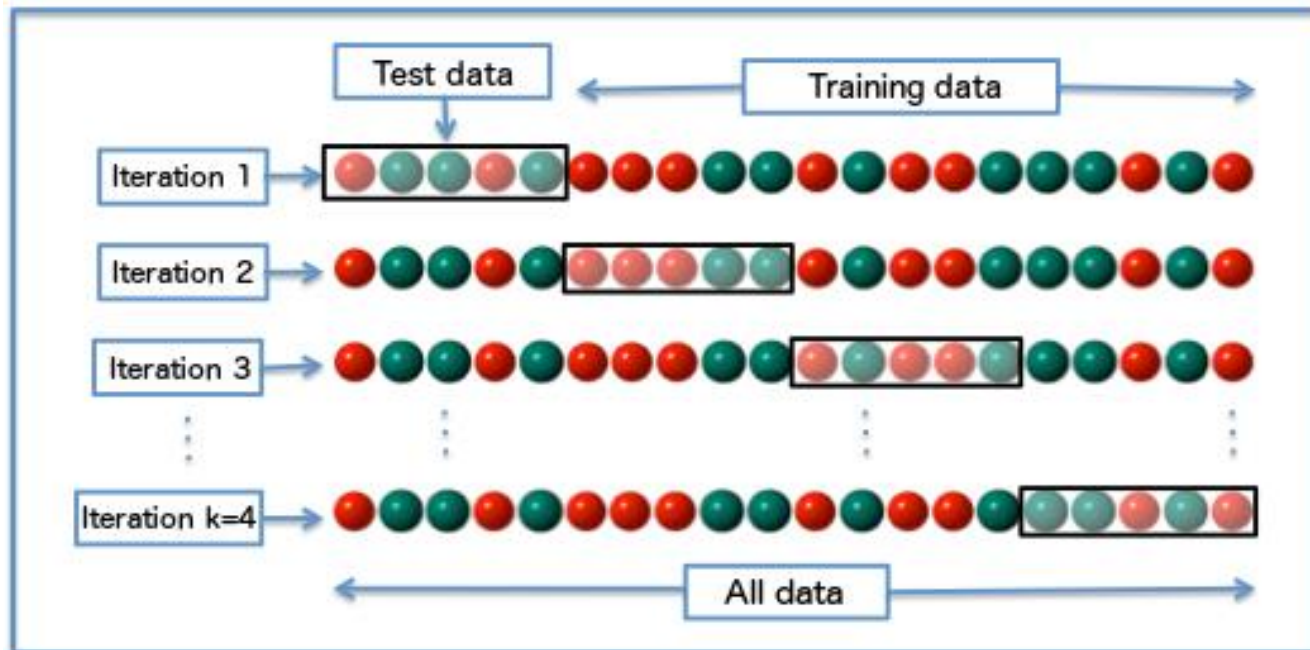 Test data
Training data
Iteration 1
Iteration 2
Iteration 3
Iteration k=4
All data